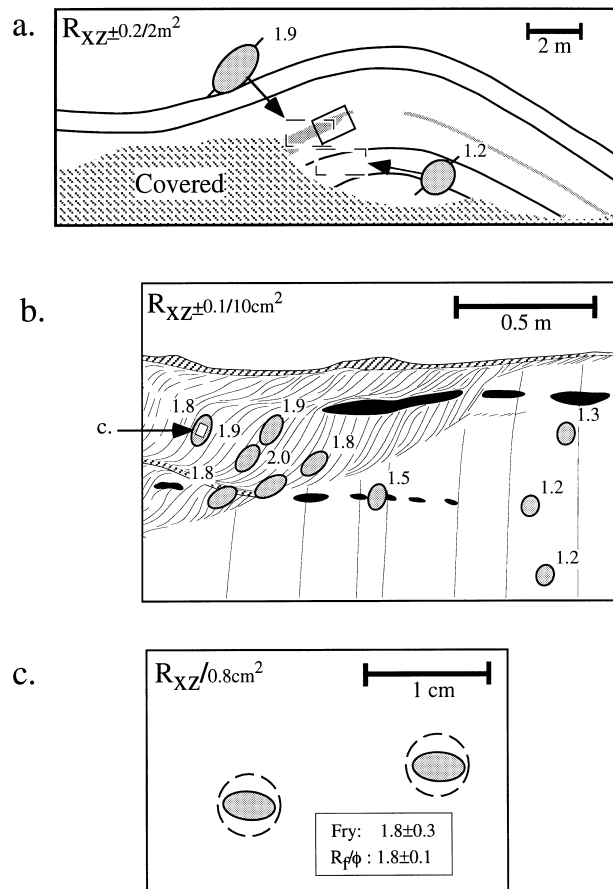 a.
R_XZ ±0.2/2m²
1.9
2 m
1.2
Covered
b.
R_XZ ±0.1/10cm²
0.5 m
1.8
1.9
1.3
c.
1.9
1.8
2.0
1.8
1.5
1.2
1.2
c.
R_XZ/0.8cm²
1 cm
Fry: 1.8±0.3
R_f/ϕ : 1.8±0.1